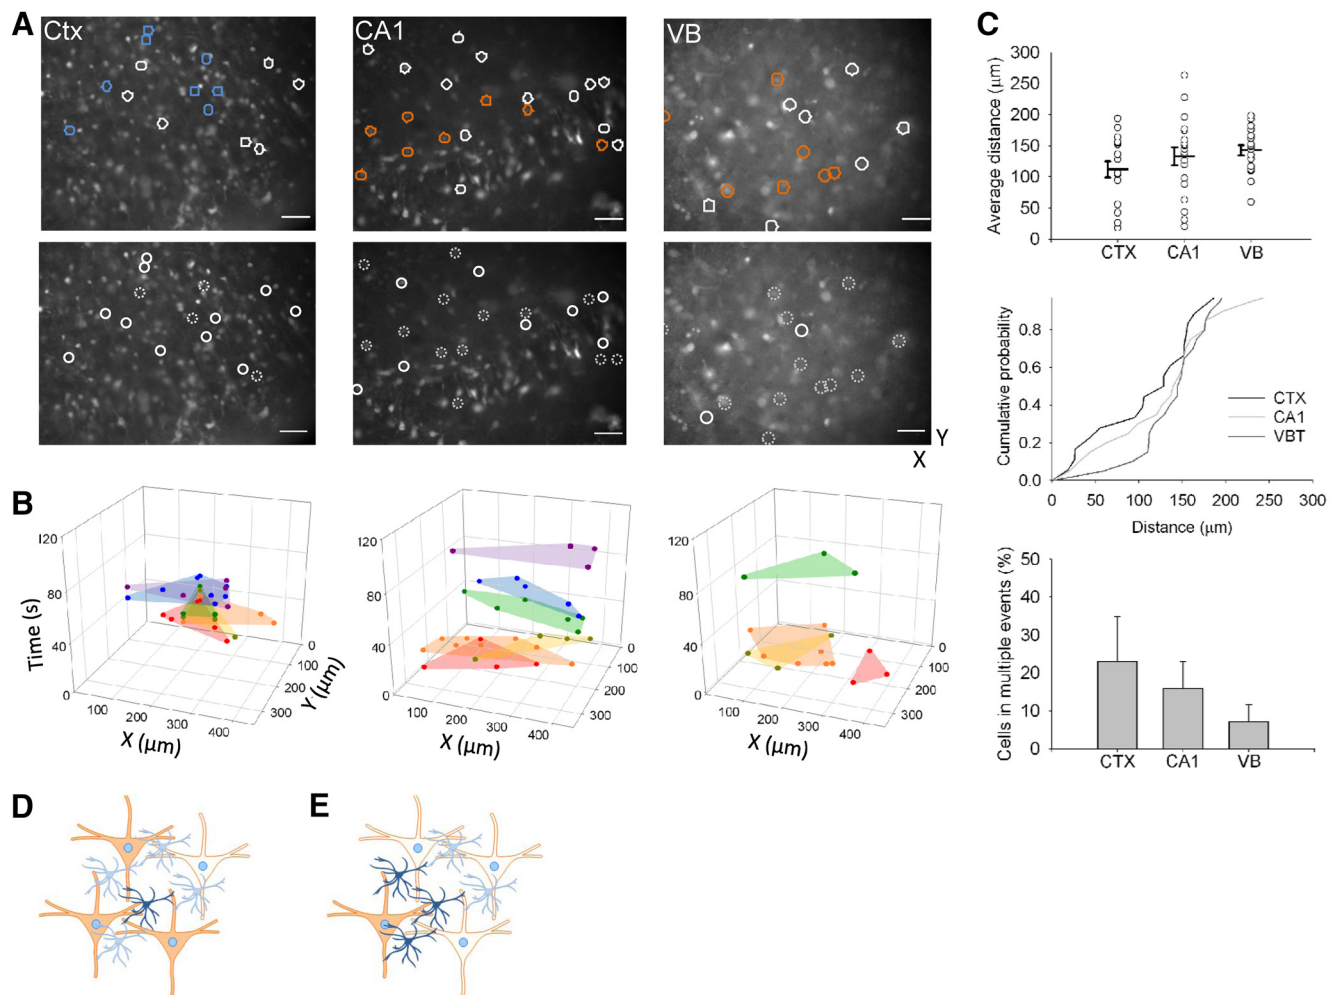 A
Ctx
CA1
VB
Y
X
B
120
80
40
0
Time (s)
100
200
300
400
X (µm)
0
100
200
300
Y (µm)
120
80
40
0
100
200
300
400
X (µm)
0
100
200
300
120
80
40
0
100
200
300
400
X (µm)
0
100
200
300
C
300
250
200
150
100
50
0
Average distance (µm)
CTX
CA1
VB
0.8
0.6
0.4
0.2
0.0
Cumulative probability
CTX
CA1
VBT
0
50
100
150
200
250
300
Distance (µm)
50
40
30
20
10
0
Cells in multiple events (%)
CTX
CA1
VB
D
E